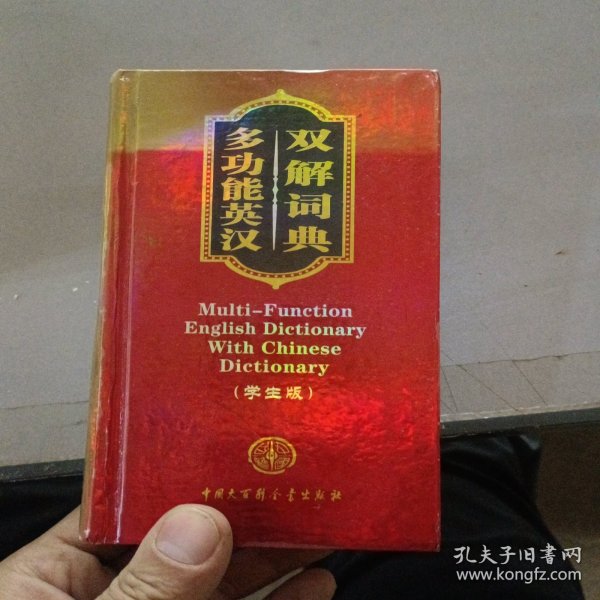 多功能英汉
双解词典
Multi-Function
English Dictionary
With Chinese
Dictionary
(学生版)
中国大百科全书出版社
孔夫子旧书网
www.kongfz.com